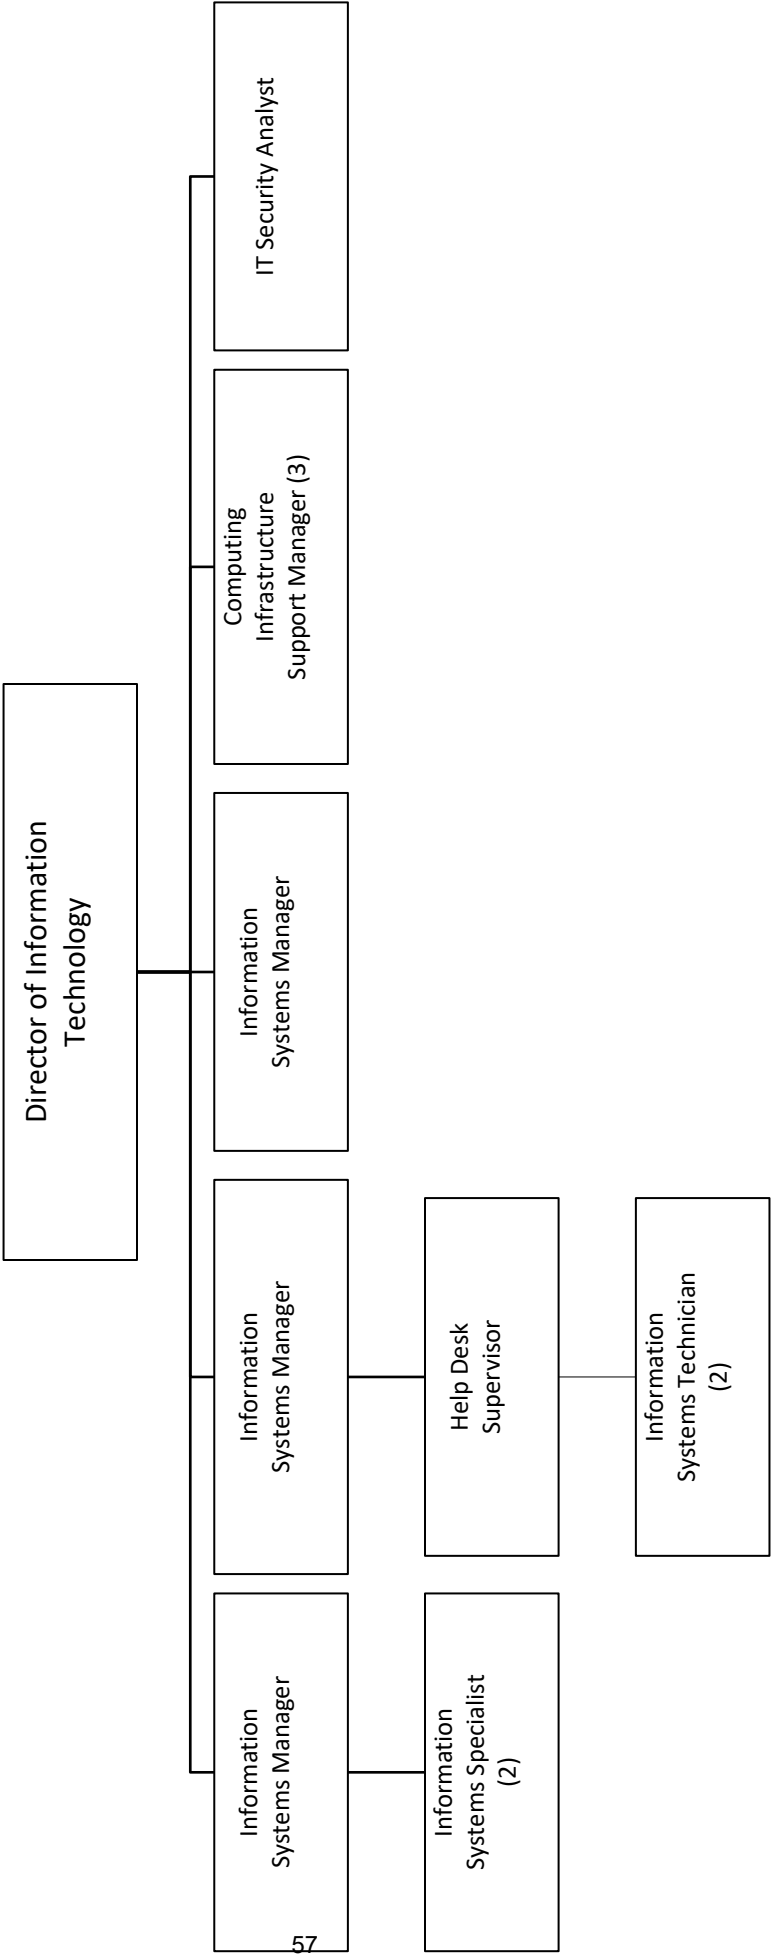 Director of Information
Technology
Information
Systems Manager
Information
Systems Manager
Information
Systems Manager
Computing
Infrastructure
Support Manager (3)
IT Security Analyst
Information
Systems Specialist
(2)
Help Desk
Supervisor
Information
Systems Technician
(2)
57